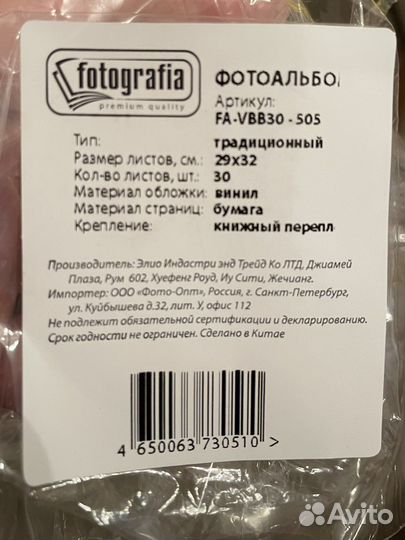 fotografia
premium quality
ФОТОАЛЬБО
Артикул:
FA-VBB30 - 505
Тип: традиционный
Размер листов, см.: 29х32
Кол-во листов, шт.: 30
Материал обложки: винил
Материал страниц: бумага
Крепление: книжный перепл
Производитель: Элио Индастри энд Трейд Ко ЛТД, Джиамей
Плаза, Рум 602, Хуефенг Роуд, Иу Сити, Жечианг.
Импортер: ООО «Фото-Опт», Россия, г. Санкт-Петербург,
ул. Куйбышева д.32, лит. У, офис 112
Не подлежит обязательной сертификации и декларированию.
Срок годности не ограничен. Сделано в Китае
4 650063 730510 >
Avito